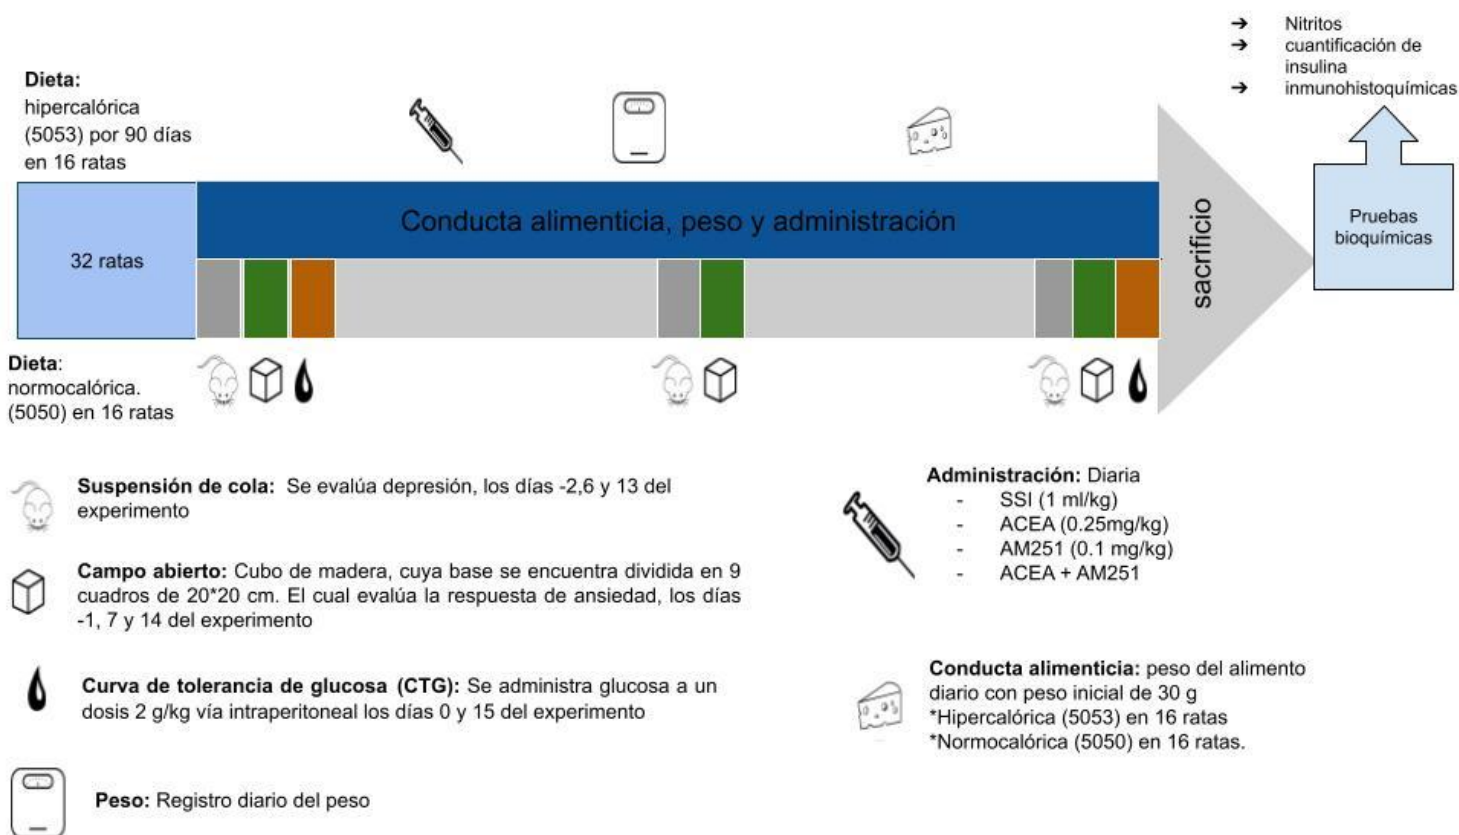 ➔ Nitritos
➔ cuantificación de
insulina
➔ inmunohistoquímicas
Dieta:
hipercalórica
(5053) por 90 días
en 16 ratas
32 ratas
Conducta alimenticia, peso y administración
sacrificio
Pruebas
bioquímicas
Dieta:
normocalórica.
(5050) en 16 ratas
Suspensión de cola: Se evalúa depresión, los días -2,6 y 13 del
experimento
Campo abierto: Cubo de madera, cuya base se encuentra dividida en 9
cuadros de 20*20 cm. El cual evalúa la respuesta de ansiedad, los días
-1, 7 y 14 del experimento
Curva de tolerancia de glucosa (CTG): Se administra glucosa a un
dosis 2 g/kg vía intraperitoneal los días 0 y 15 del experimento
Peso: Registro diario del peso
Administración: Diaria
- SSI (1 ml/kg)
- ACEA (0.25mg/kg)
- AM251 (0.1 mg/kg)
- ACEA + AM251
Conducta alimenticia: peso del alimento
diario con peso inicial de 30 g
*Hipercalórica (5053) en 16 ratas
*Normocalórica (5050) en 16 ratas.